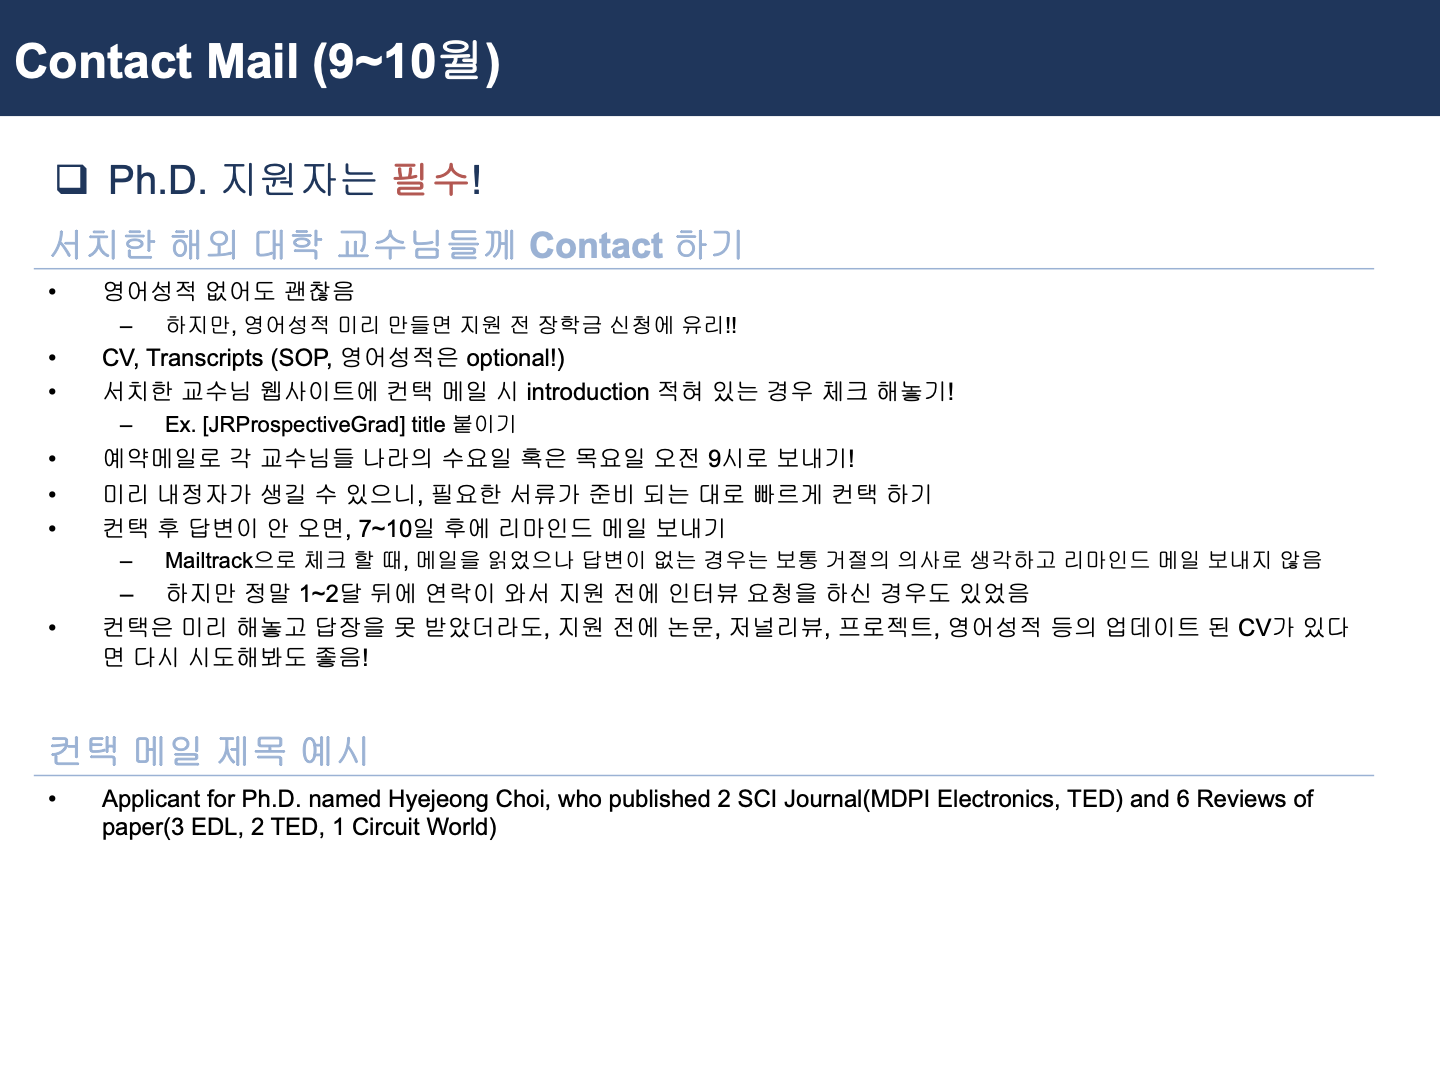 Contact Mail (9~10월)
❑ Ph.D. 지원자는 필수!
서치한 해외 대학 교수님들께 Contact 하기
• 영어성적 없어도 괜찮음
– 하지만, 영어성적 미리 만들면 지원 전 장학금 신청에 유리!!
• CV, Transcripts (SOP, 영어성적은 optional!)
• 서치한 교수님 웹사이트에 컨택 메일 시 introduction 적혀 있는 경우 체크 해놓기!
– Ex. [JRProspectiveGrad] title 붙이기
• 예약메일로 각 교수님들 나라의 수요일 혹은 목요일 오전 9시로 보내기!
• 미리 내정자가 생길 수 있으니, 필요한 서류가 준비 되는 대로 빠르게 컨택 하기
• 컨택 후 답변이 안 오면, 7~10일 후에 리마인드 메일 보내기
– Mailtrack으로 체크 할 때, 메일을 읽었으나 답변이 없는 경우는 보통 거절의 의사로 생각하고 리마인드 메일 보내지 않음
– 하지만 정말 1~2달 뒤에 연락이 와서 지원 전에 인터뷰 요청을 하신 경우도 있었음
• 컨택은 미리 해놓고 답장을 못 받았더라도, 지원 전에 논문, 저널리뷰, 프로젝트, 영어성적 등의 업데이트 된 CV가 있다
면 다시 시도해봐도 좋음!
컨택 메일 제목 예시
• Applicant for Ph.D. named Hyejeong Choi, who published 2 SCI Journal(MDPI Electronics, TED) and 6 Reviews of
paper(3 EDL, 2 TED, 1 Circuit World)